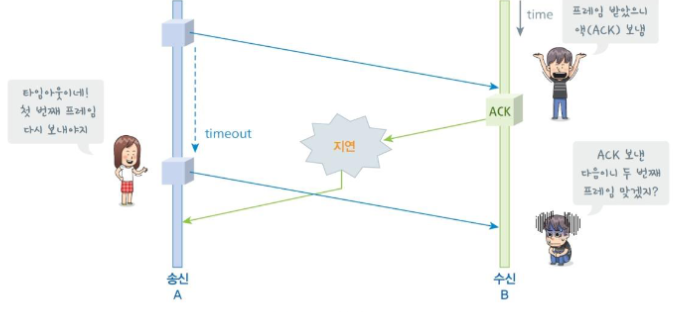 time
프레임 받았으니
액(ACK) 보냄
타임아웃이네!
첫 번째 프레임
다시 보내야지
timeout
ACK
지연
ACK 보낸
다음이니 두 번째
프레임 맞겠지?
송신
A
수신
B